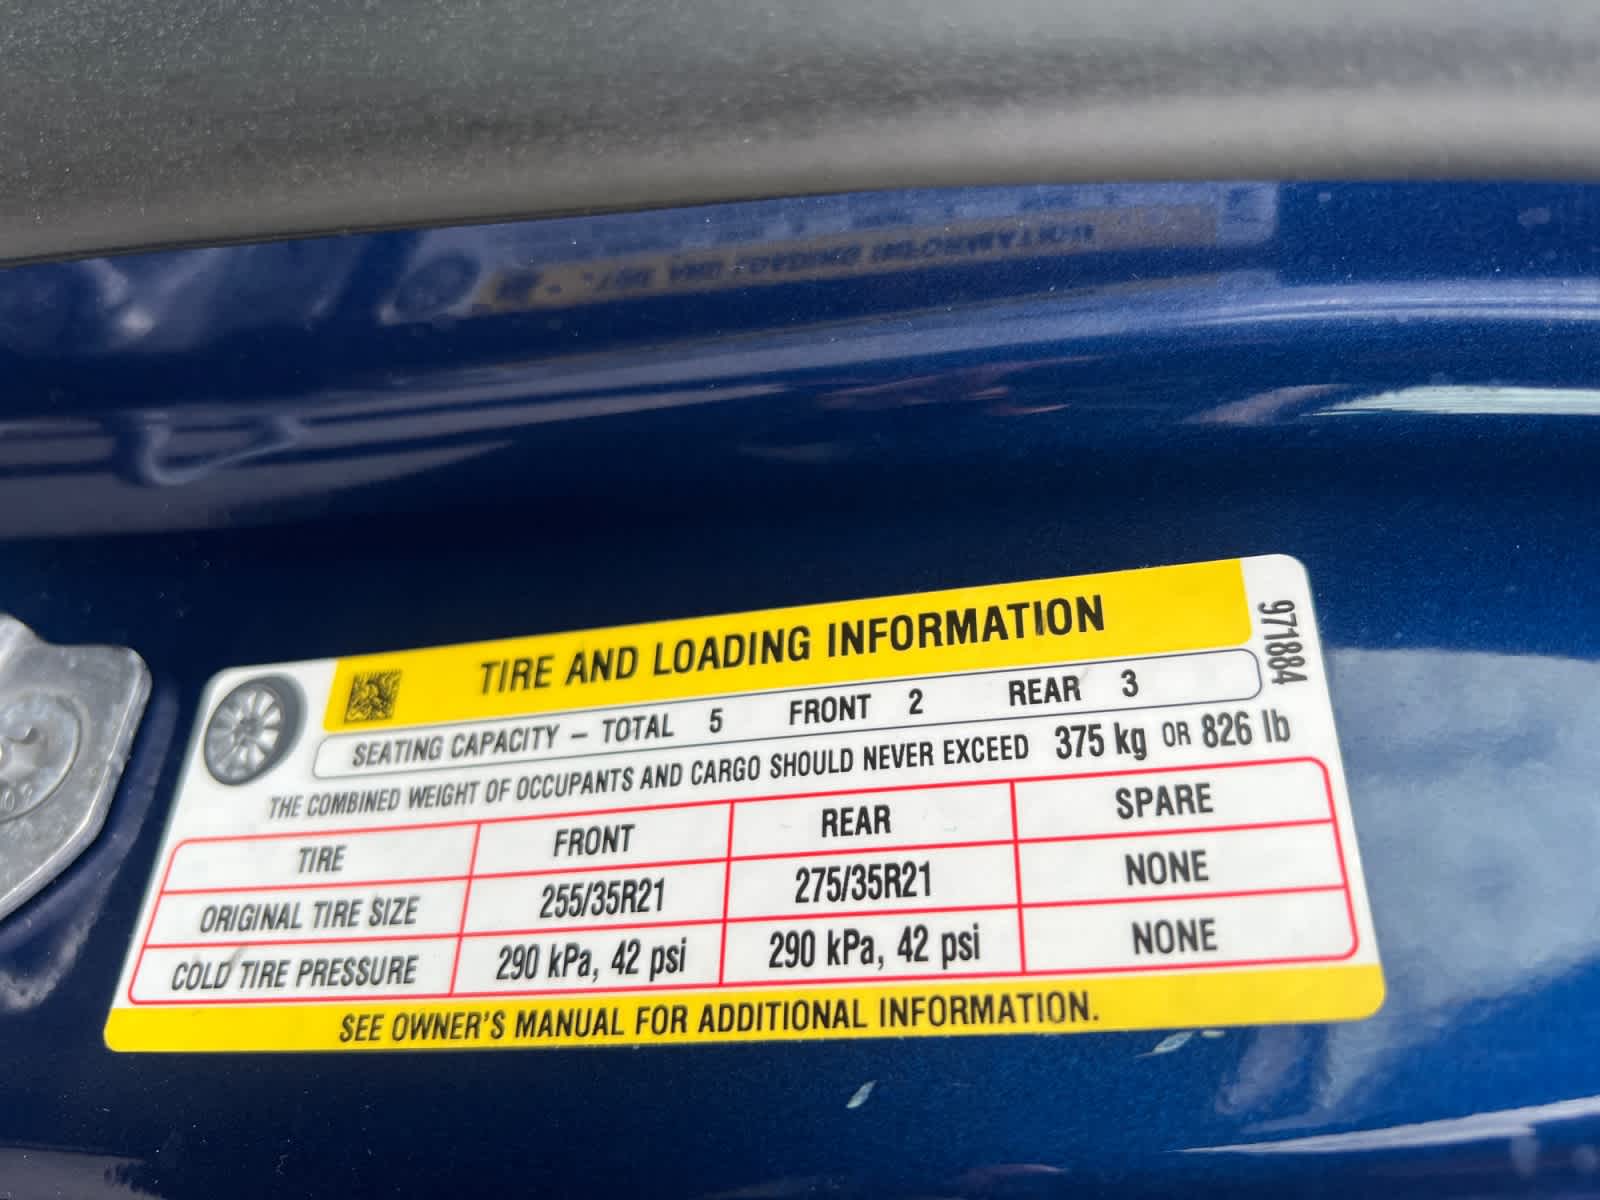 TIRE AND LOADING INFORMATION
971884
SEATING CAPACITY – TOTAL 5 FRONT 2 REAR 3
THE COMBINED WEIGHT OF OCCUPANTS AND CARGO SHOULD NEVER EXCEED 375 kg OR 826 lb
TIRE FRONT REAR SPARE
ORIGINAL TIRE SIZE 255/35R21 275/35R21 NONE
COLD TIRE PRESSURE 290 kPa, 42 psi 290 kPa, 42 psi NONE
SEE OWNER'S MANUAL FOR ADDITIONAL INFORMATION.